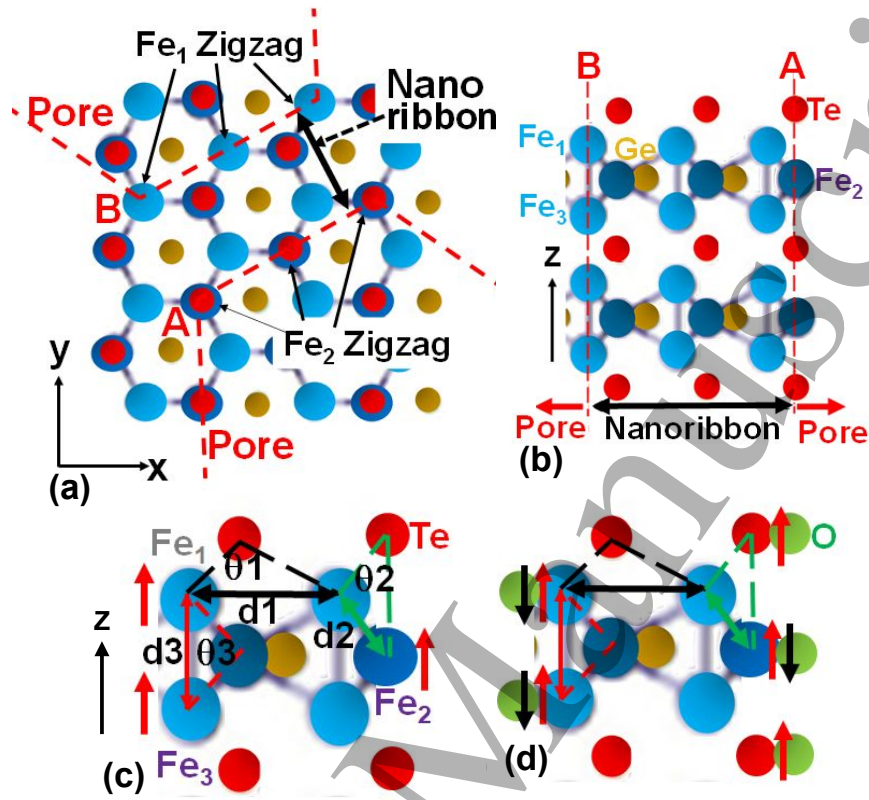 Fe1 Zigzag
Nano
ribbon
Pore
B
A
Fe2 Zigzag
Pore
y
x
(a)
B
A
Te
Fe1
Ge
Fe2
Fe3
z
Pore
Nanoribbon
Pore
(b)
Fe1
Te
θ1
θ2
d1
z
d3
θ3
d2
Fe2
Fe3
(c)
O
(d)